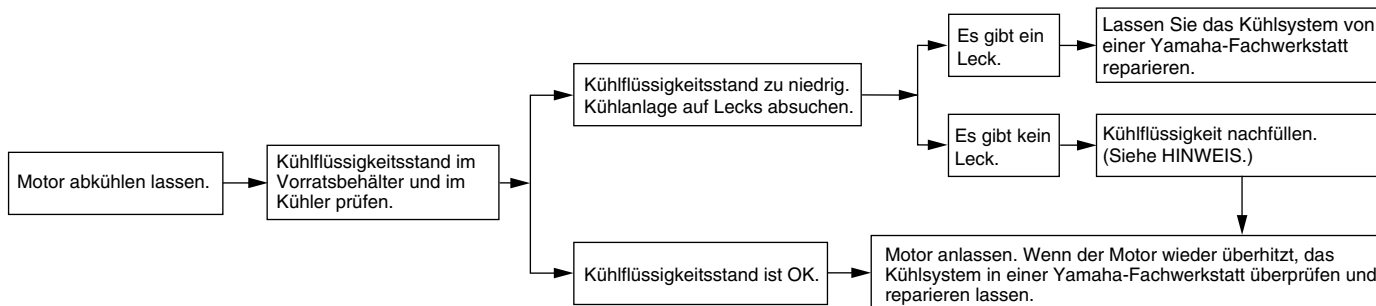 Motor abkühlen lassen.
Kühlflüssigkeitsstand im
Vorratsbehälter und im
Kühler prüfen.
Kühlflüssigkeitsstand zu niedrig.
Kühlanlage auf Lecks absuchen.
Es gibt ein
Leck.
Lassen Sie das Kühlsystem von
einer Yamaha-Fachwerkstatt
reparieren.
Es gibt kein
Leck.
Kühlflüssigkeit nachfüllen.
(Siehe HINWEIS.)
Kühlflüssigkeitsstand ist OK.
Motor anlassen. Wenn der Motor wieder überhitzt, das
Kühlsystem in einer Yamaha-Fachwerkstatt überprüfen und
reparieren lassen.